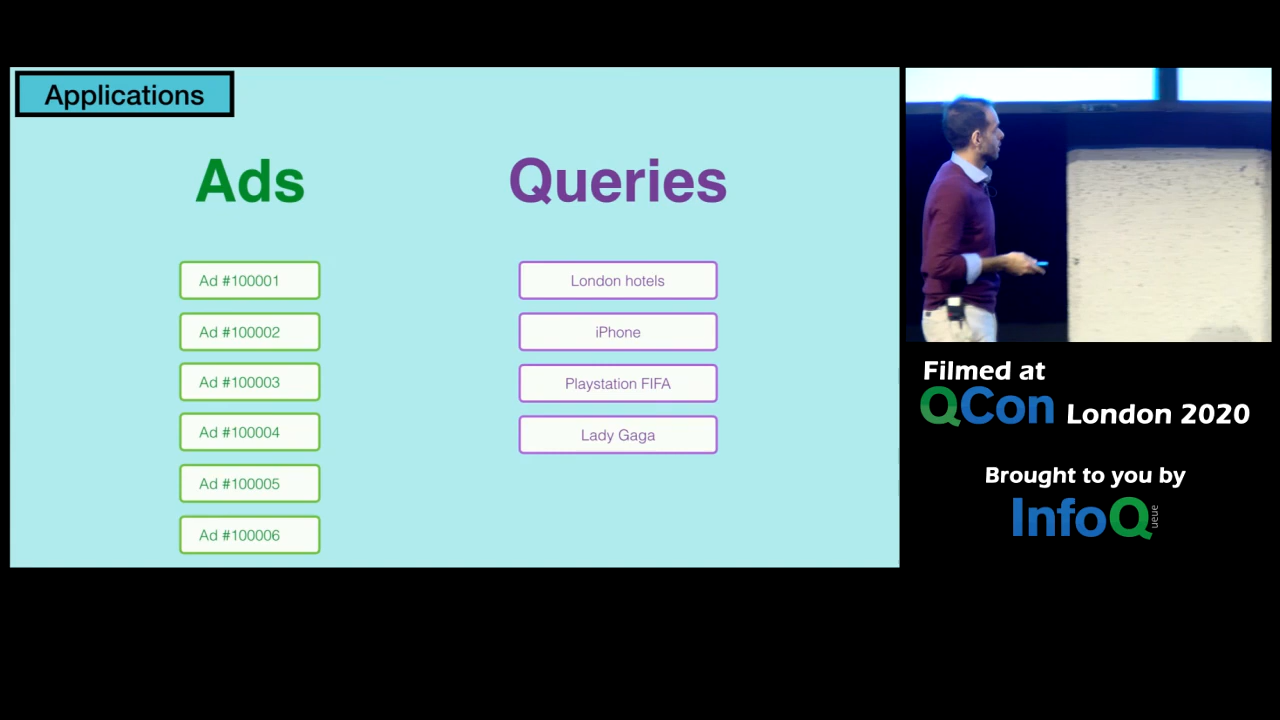 Applications
Ads
Queries
Ad #100001
London hotels
Ad #100002
iPhone
Ad #100003
Playstation FIFA
Ad #100004
Lady Gaga
Ad #100005
Ad #100006
Filmed at
QCon London 2020
Brought to you by
InfoQueue